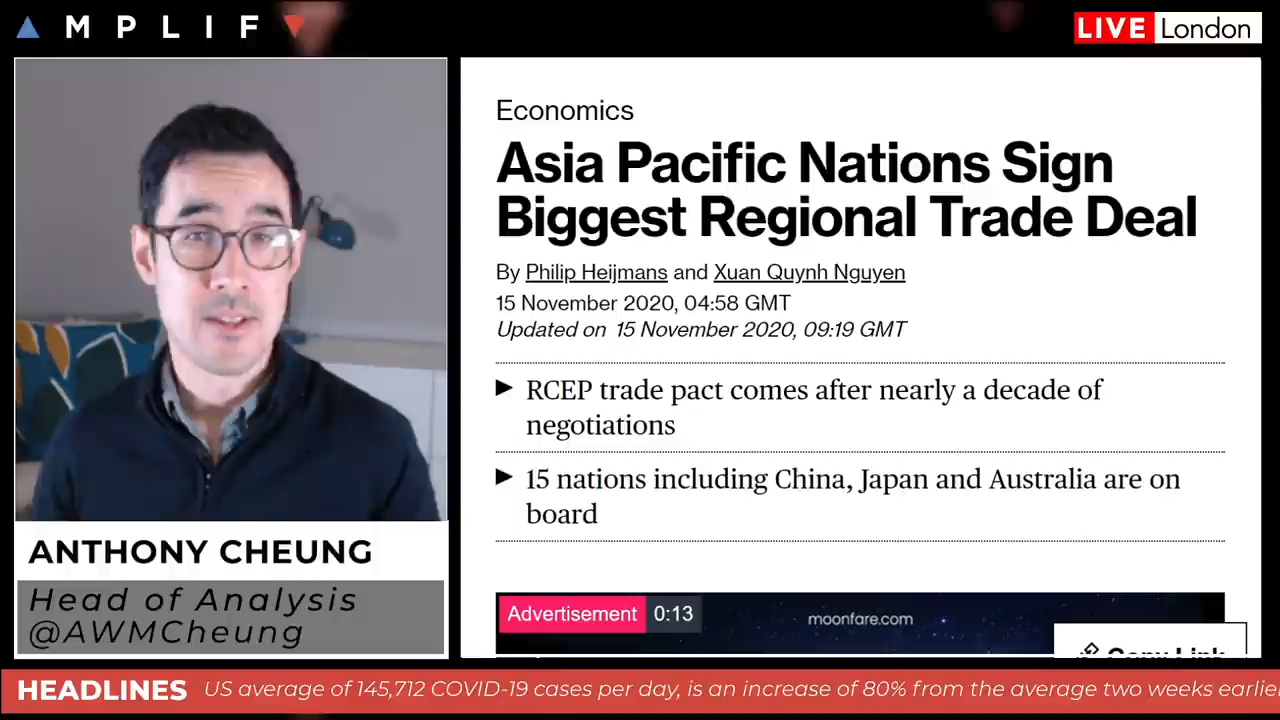 AMPLIFY
LIVE London
Economics
Asia Pacific Nations Sign
Biggest Regional Trade Deal
By Philip Heijmans and Xuan Quynh Nguyen
15 November 2020, 04:58 GMT
Updated on 15 November 2020, 09:19 GMT
RCEP trade pact comes after nearly a decade of
negotiations
15 nations including China, Japan and Australia are on
board
Advertisement 0:13
moonfare.com
Copy Link
ANTHONY CHEUNG
Head of Analysis
@AWMCheung
HEADLINES US average of 145,712 COVID-19 cases per day, is an increase of 80% from the average two weeks earlie